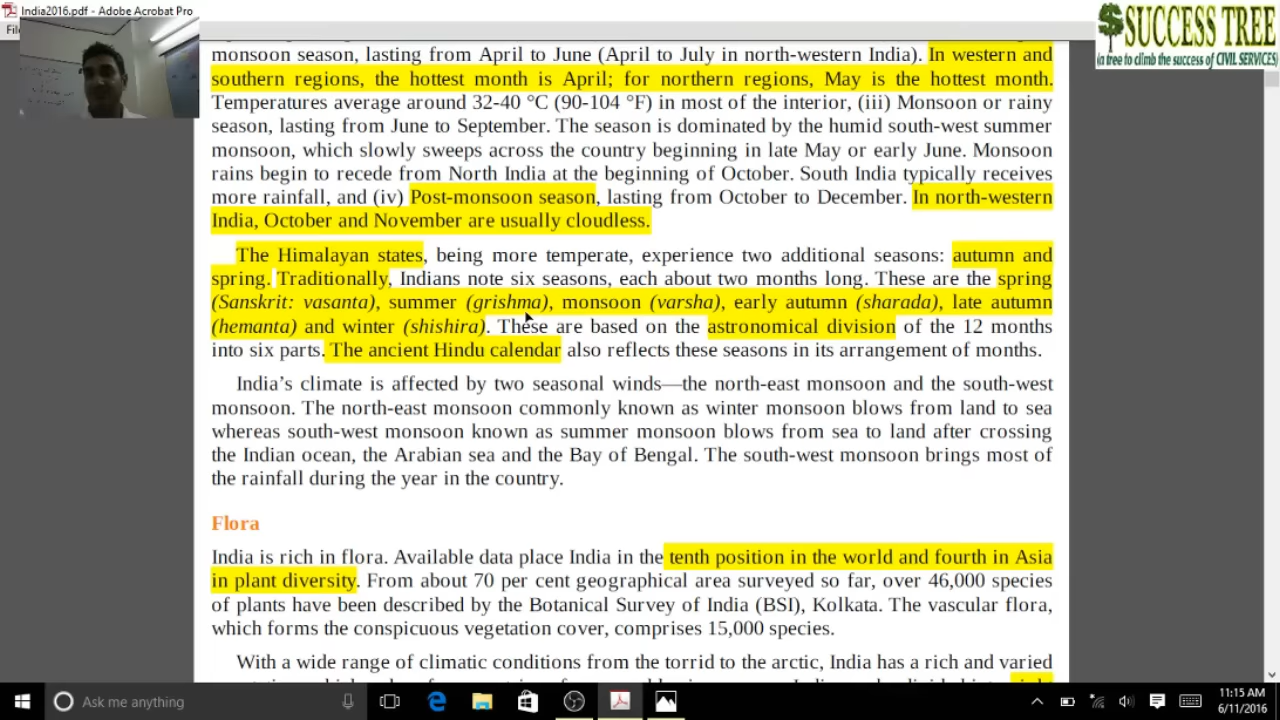 India2016.pdf - Adobe Acrobat Pro
SUCCESS TREE
(a tree to climb the success of CIVIL SERVICES)
monsoon season, lasting from April to June (April to July in north-western India). In western and
southern regions, the hottest month is April; for northern regions, May is the hottest month.
Temperatures average around 32-40 °C (90-104 °F) in most of the interior, (iii) Monsoon or rainy
season, lasting from June to September. The season is dominated by the humid south-west summer
monsoon, which slowly sweeps across the country beginning in late May or early June. Monsoon
rains begin to recede from North India at the beginning of October. South India typically receives
more rainfall, and (iv) Post-monsoon season, lasting from October to December. In north-western
India, October and November are usually cloudless.
The Himalayan states, being more temperate, experience two additional seasons: autumn and
spring. Traditionally, Indians note six seasons, each about two months long. These are the spring
(Sanskrit: vasanta), summer (grishma), monsoon (varsha), early autumn (sharada), late autumn
(hemanta) and winter (shishira). These are based on the astronomical division of the 12 months
into six parts. The ancient Hindu calendar also reflects these seasons in its arrangement of months.
India's climate is affected by two seasonal winds—the north-east monsoon and the south-west
monsoon. The north-east monsoon commonly known as winter monsoon blows from land to sea
whereas south-west monsoon known as summer monsoon blows from sea to land after crossing
the Indian ocean, the Arabian sea and the Bay of Bengal. The south-west monsoon brings most of
the rainfall during the year in the country.
Flora
India is rich in flora. Available data place India in the tenth position in the world and fourth in Asia
in plant diversity. From about 70 per cent geographical area surveyed so far, over 46,000 species
of plants have been described by the Botanical Survey of India (BSI), Kolkata. The vascular flora,
which forms the conspicuous vegetation cover, comprises 15,000 species.
With a wide range of climatic conditions from the torrid to the arctic, India has a rich and varied
Ask me anything
11:15 AM
6/11/2016